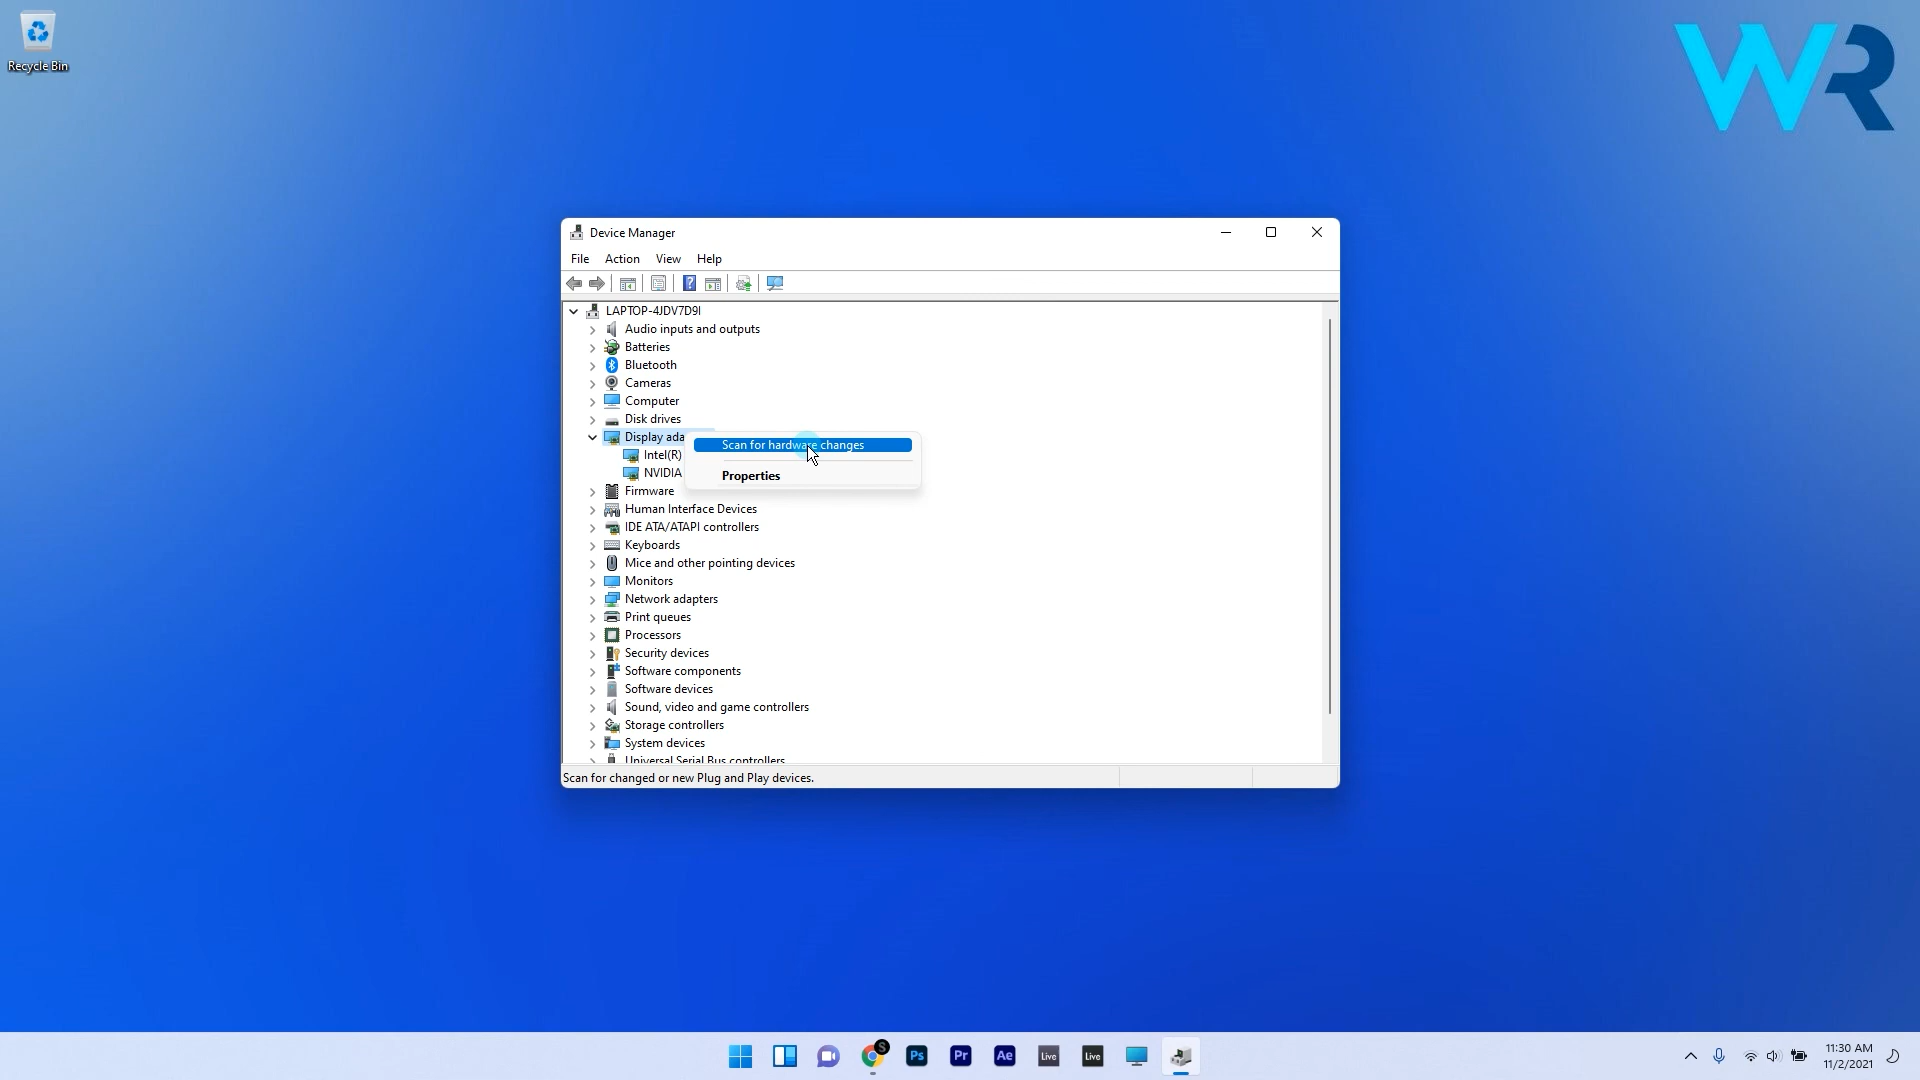 Recycle Bin
WR
Device Manager
File Action View Help
LAPTOP-4JDV7D9I
Audio inputs and outputs
Batteries
Bluetooth
Cameras
Computer
Disk drives
Display ada
Scan for hardware changes
Intel(R)
NVIDIA
Properties
Firmware
Human Interface Devices
IDE ATA/ATAPI controllers
Keyboards
Mice and other pointing devices
Monitors
Network adapters
Print queues
Processors
Security devices
Software components
Software devices
Sound, video and game controllers
Storage controllers
System devices
Universal Serial Bus controllers
Scan for changed or new Plug and Play devices.
S
Ps Pr Ae Live Live
11:30 AM
11/2/2021